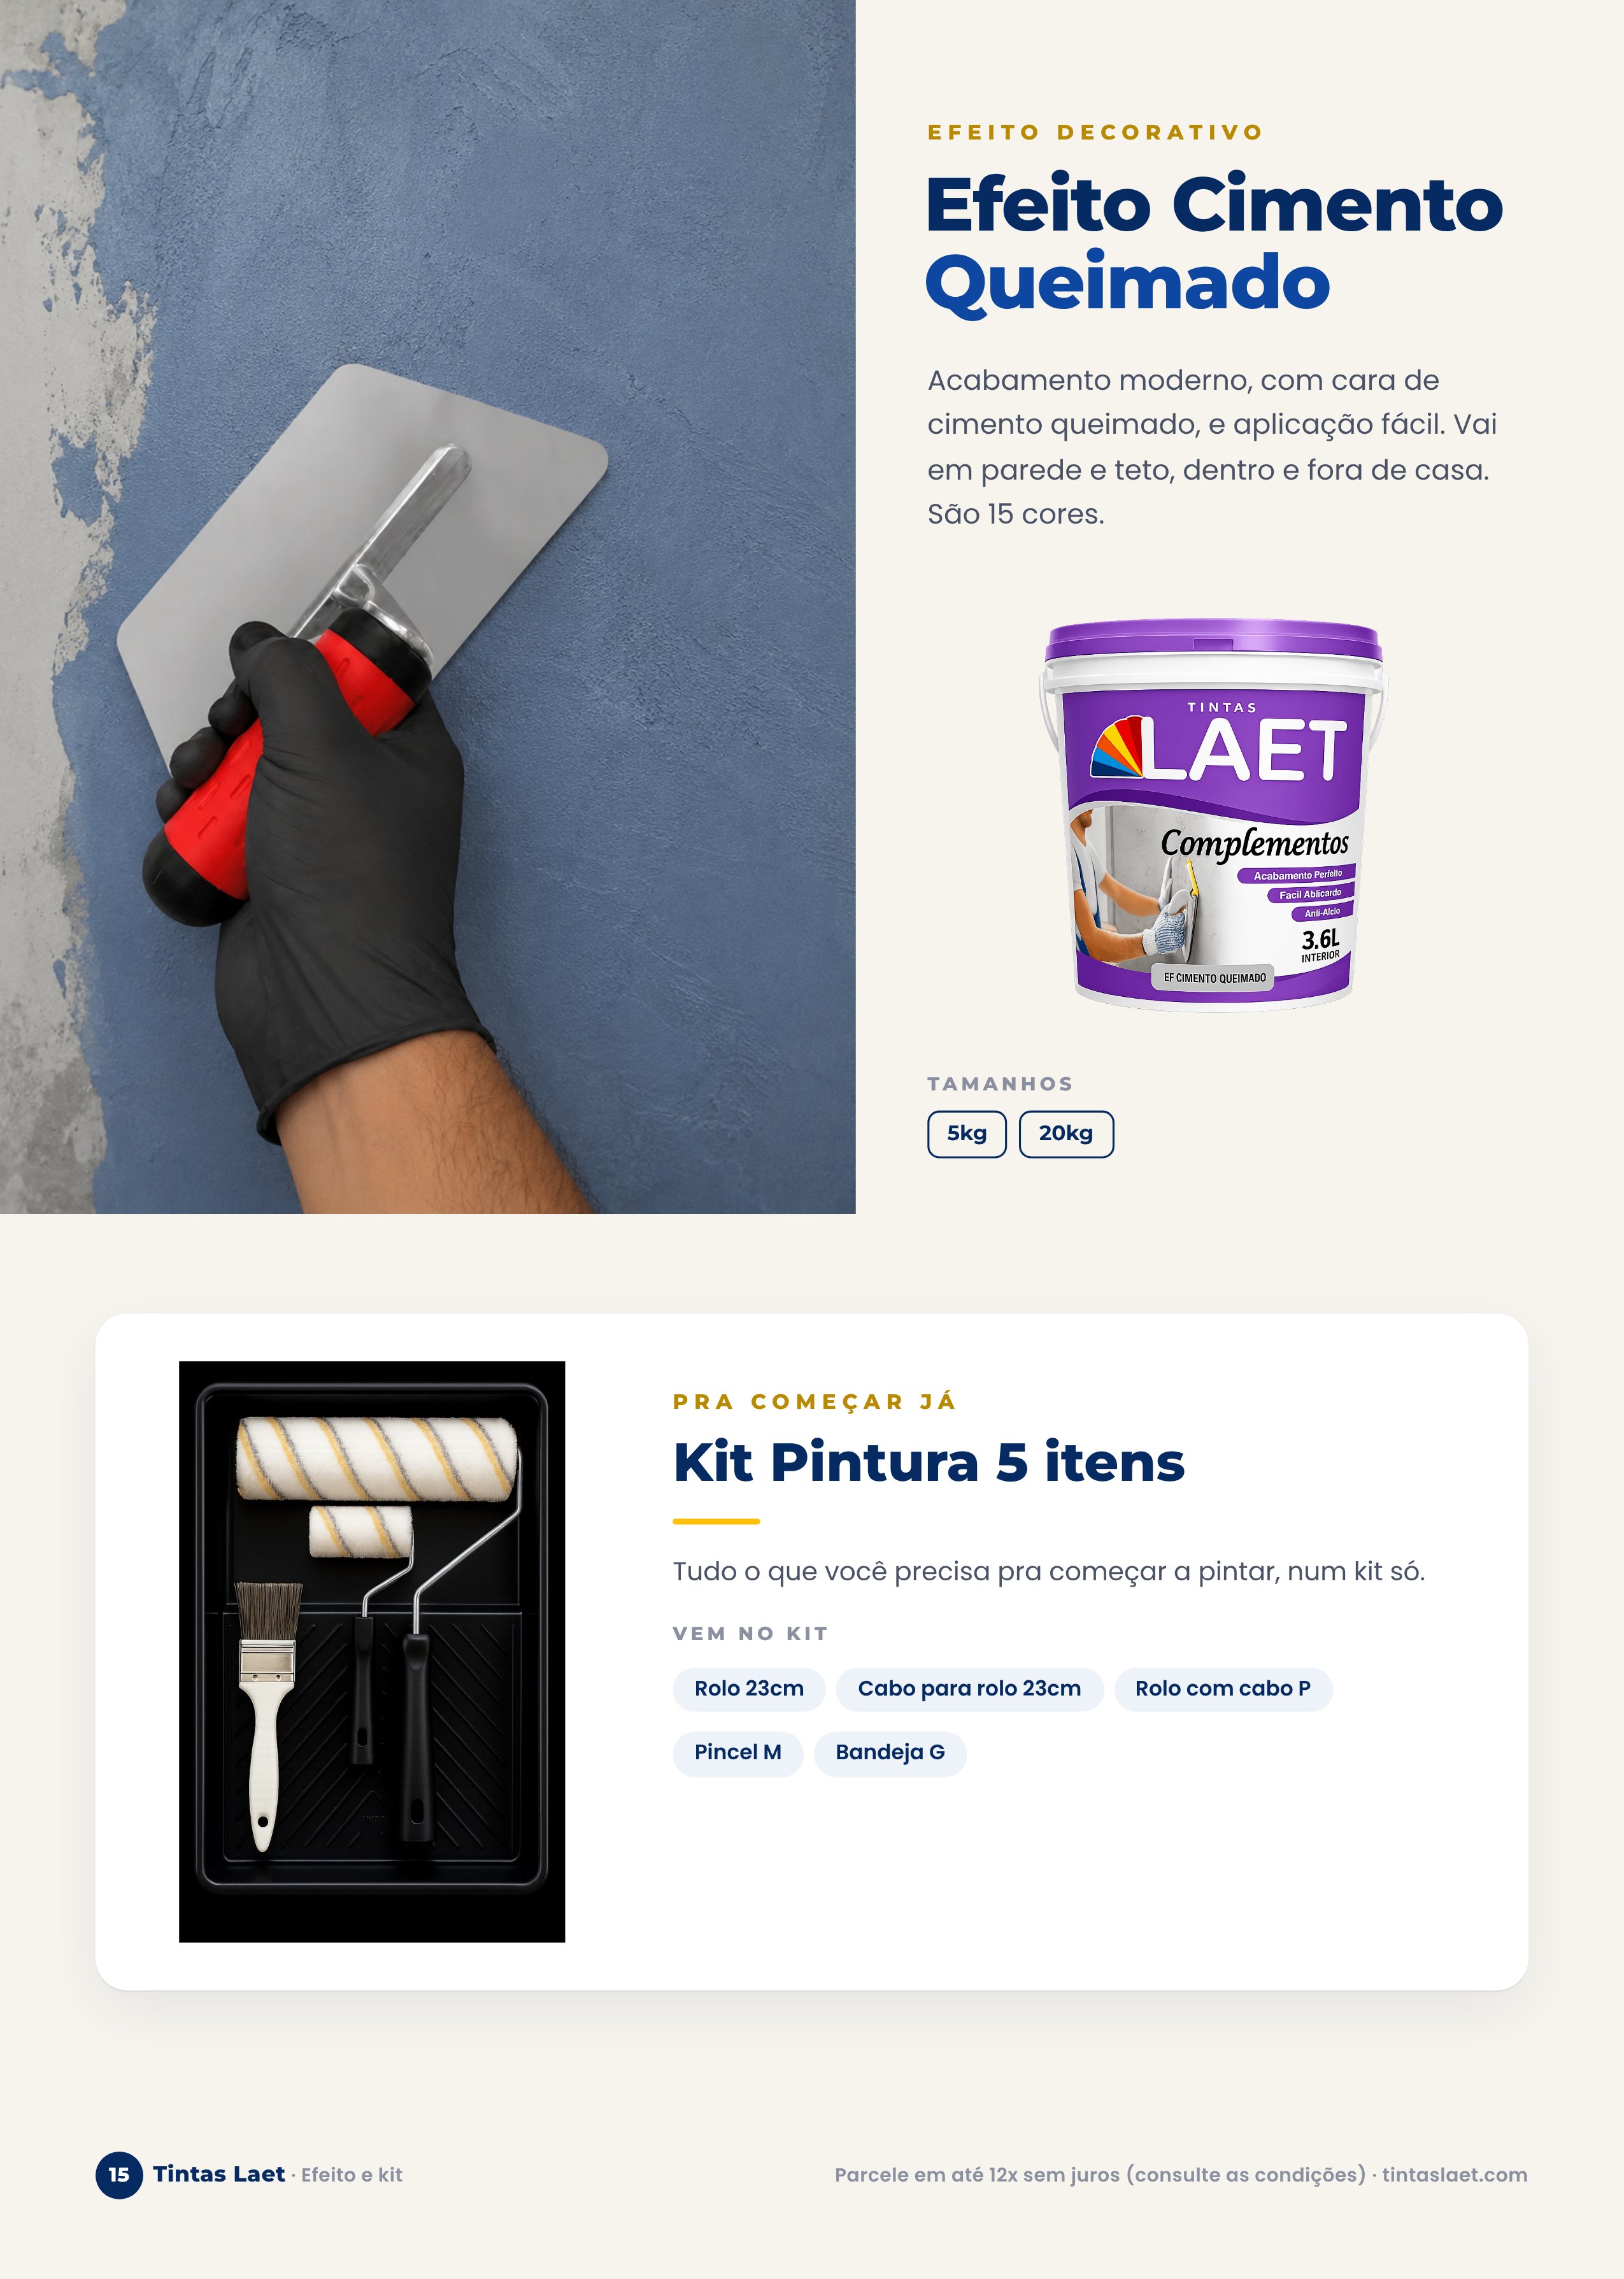 EFEITO DECORATIVO
Efeito Cimento
Queimado
Acabamento moderno, com cara de
cimento queimado, e aplicação fácil. Vai
em parede e teto, dentro e fora de casa.
São 15 cores.
TINTAS
LAET
Complementos
Acabamento Perfeito
Facil Ablicardo
Anli-Alcio
3.6L
INTERIOR
EF CIMENTO QUEIMADO
TAMANHOS
5kg
20kg
PRA COMEÇAR JÁ
Kit Pintura 5 itens
Tudo o que você precisa pra começar a pintar, num kit só.
VEM NO KIT
Rolo 23cm
Cabo para rolo 23cm
Rolo com cabo P
Pincel M
Bandeja G
15 Tintas Laet · Efeito e kit
Parcele em até 12x sem juros (consulte as condições) · tintaslaet.com